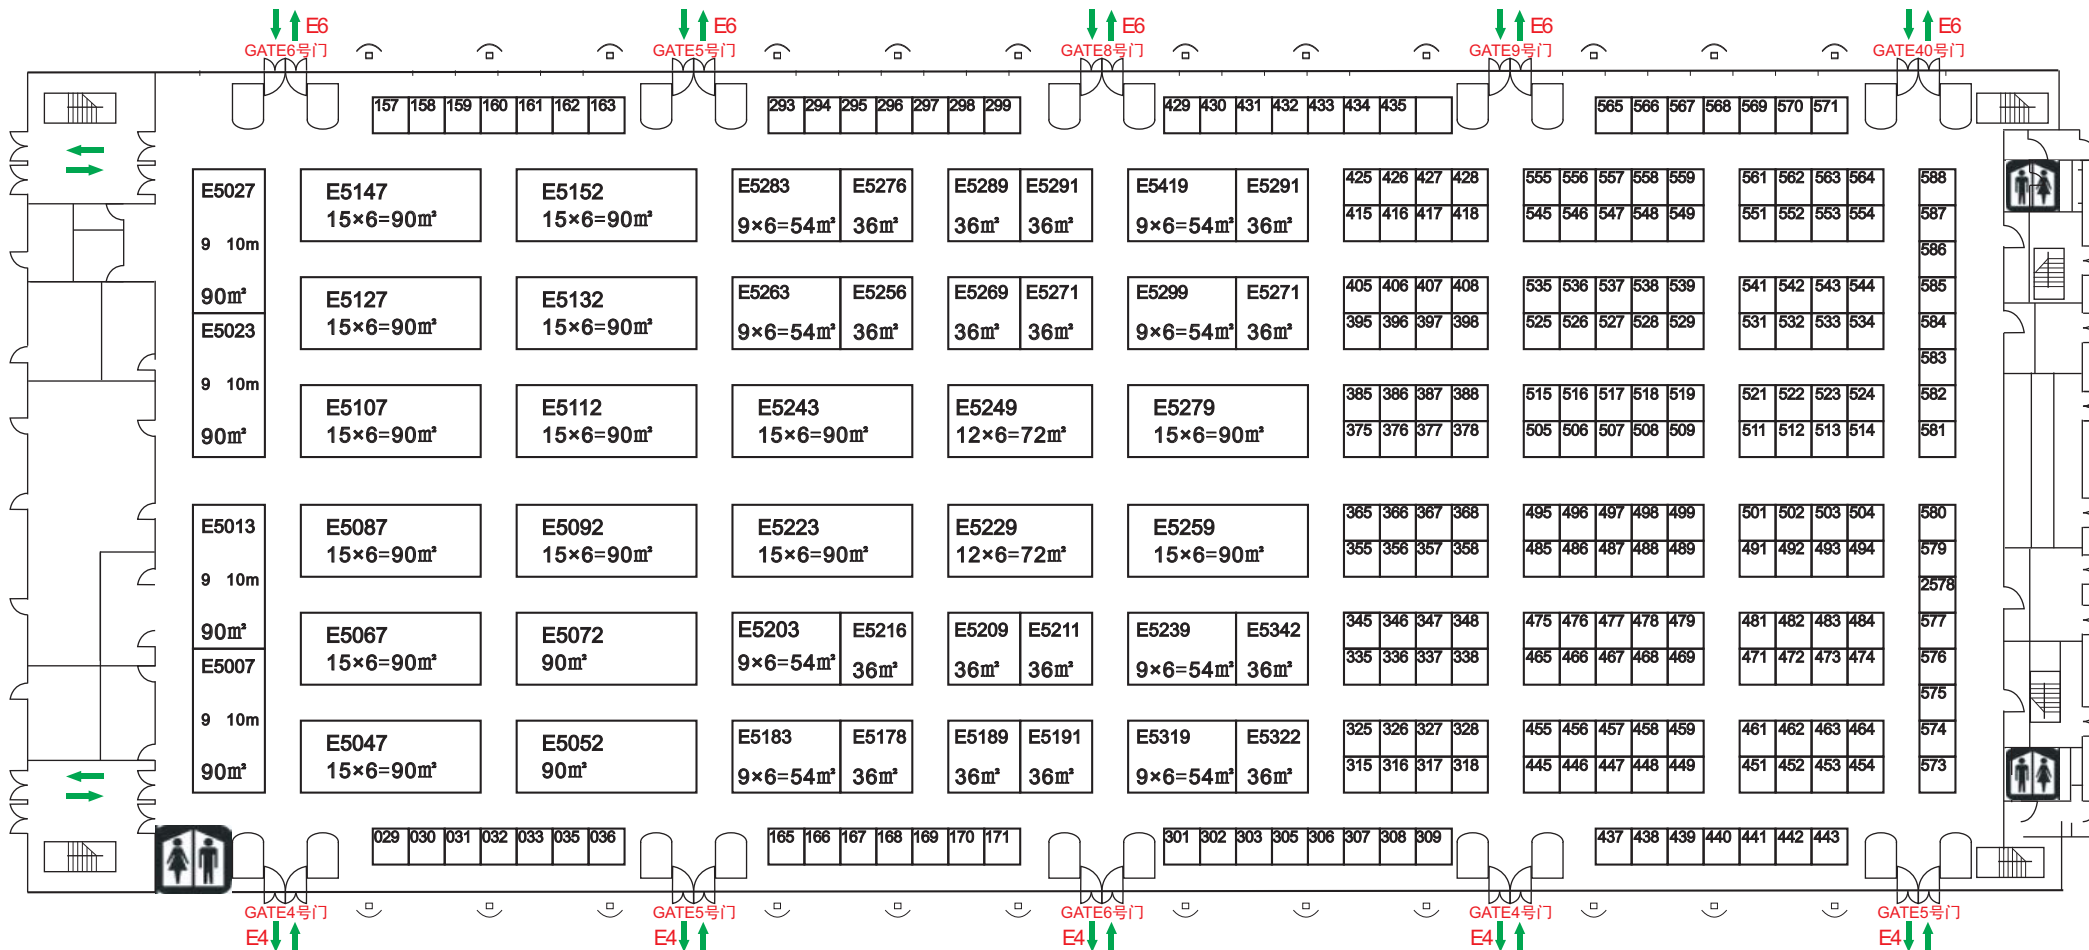 E6 E6 E6 E6 E6
GATE6号门 GATE5号门 GATE8号门 GATE9号门 GATE40号门
157 158 159 160 161 162 163 293 294 295 296 297 298 299 429 430 431 432 433 434 435 565 566 567 568 569 570 571
E5027 E5147 E5152 E5283 E5276 E5289 E5291 E5419 E5291 425 426 427 428 555 556 557 558 559 561 562 563 564 588
15×6=90㎡ 15×6=90㎡ 9×6=54㎡ 36㎡ 36㎡ 36㎡ 9×6=54㎡ 36㎡ 415 416 417 418 545 546 547 548 549 551 552 553 554 587
9 10m 586
90㎡ E5127 E5132 E5263 E5256 E5269 E5271 E5299 E5271 405 406 407 408 535 536 537 538 539 541 542 543 544 585
E5023 15×6=90㎡ 15×6=90㎡ 9×6=54㎡ 36㎡ 36㎡ 36㎡ 9×6=54㎡ 36㎡ 395 396 397 398 525 526 527 528 529 531 532 533 534 584
9 10m 583
E5107 E5112 E5243 E5249 E5279 385 386 387 388 515 516 517 518 519 521 522 523 524 582
90㎡ 15×6=90㎡ 15×6=90㎡ 15×6=90㎡ 12×6=72㎡ 15×6=90㎡ 375 376 377 378 505 506 507 508 509 511 512 513 514 581
E5013 E5087 E5092 E5223 E5229 E5259 365 366 367 368 495 496 497 498 499 501 502 503 504 580
15×6=90㎡ 15×6=90㎡ 15×6=90㎡ 12×6=72㎡ 15×6=90㎡ 355 356 357 358 485 486 487 488 489 491 492 493 494 579
9 10m 2578
90㎡ E5067 E5072 E5203 E5216 E5209 E5211 E5239 E5342 345 346 347 348 475 476 477 478 479 481 482 483 484 577
E5007 15×6=90㎡ 90㎡ 9×6=54㎡ 36㎡ 36㎡ 36㎡ 9×6=54㎡ 36㎡ 335 336 337 338 465 466 467 468 469 471 472 473 474 576
9 10m 575
E5047 E5052 E5183 E5178 E5189 E5191 E5319 E5322 325 326 327 328 455 456 457 458 459 461 462 463 464 574
90㎡ 15×6=90㎡ 90㎡ 9×6=54㎡ 36㎡ 36㎡ 36㎡ 9×6=54㎡ 36㎡ 315 316 317 318 445 446 447 448 449 451 452 453 454 573
029 030 031 032 033 035 036 165 166 167 168 169 170 171 301 302 303 305 306 307 308 309 437 438 439 440 441 442 443
GATE4号门 GATE5号门 GATE6号门 GATE4号门 GATE5号门
E4 E4 E4 E4 E4